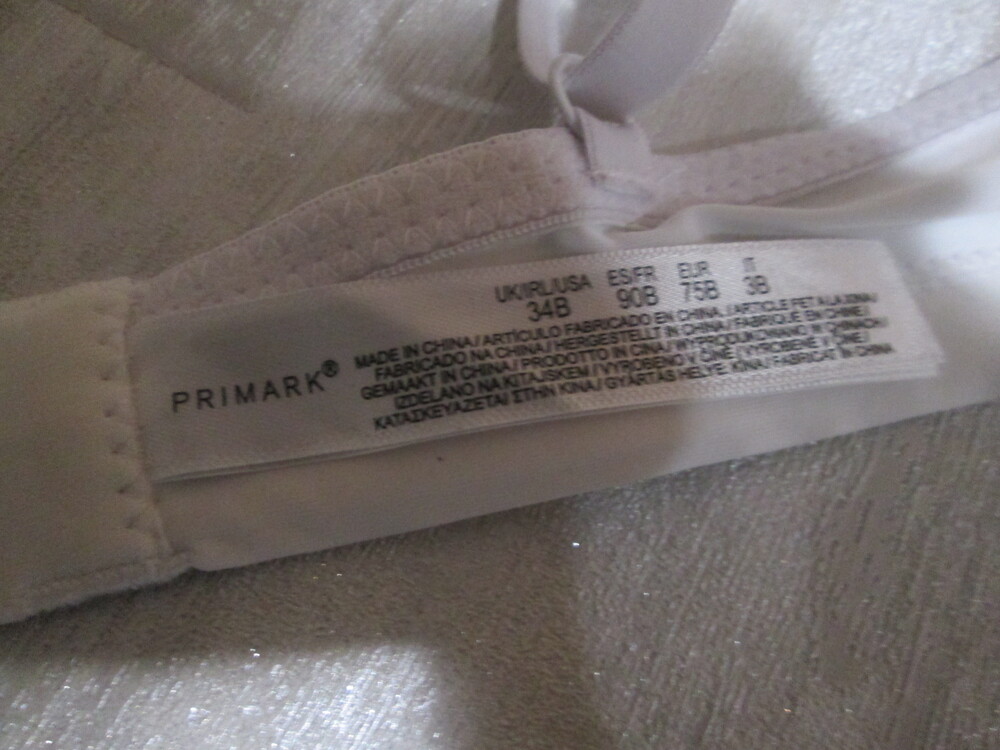 PRIMARK®
UK/IRL/USA ES/FR EUR IT
34B 90B 75B 3B
MADE IN CHINA / ARTÍCULO FABRICADO EN CHINA / ARTICLE FET A LA XINA /
FABRICADO NA CHINA / HERGESTELLT IN CHINA / FABRIQUÉ EN CHINE /
GEMAAKT IN CHINA / PRODOTTO IN CINA / WYPRODUKOWANO W CHINACH /
IZDELANO NA KITAJSKEM / VYROBENO V ČÍNĚ / VYROBENÉ V ČÍNE /
ΚΑΤΑΣΚΕΥΑΖΕΤΑΙ ΣΤΗΝ ΚΙΝΑ / GYÁRTÁS HELYE: KÍNA / FABRICAT ÎN CHINA